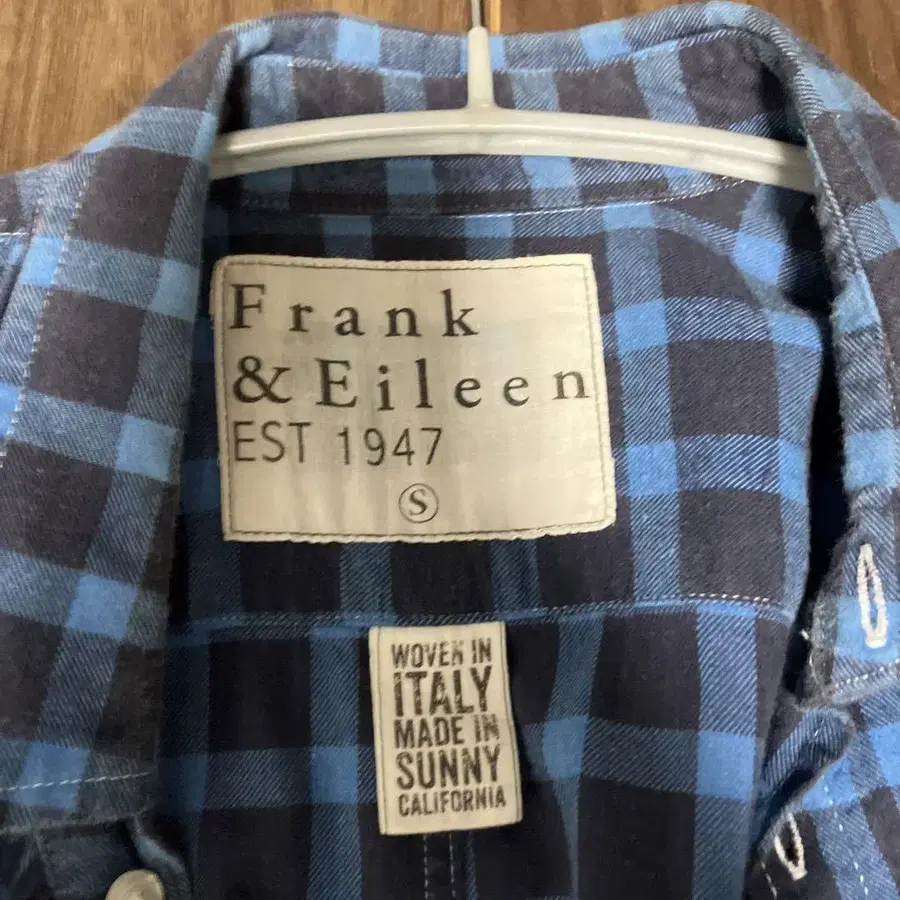 Frank
& Eileen
EST 1947
S
WOVEN IN
ITALY
MADE IN
SUNNY
CALIFORNIA